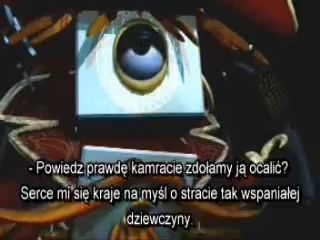 - Powiedz prawdę kamracie zdołamy ją ocalić?
Serce mi się kraje na myśl o stracie tak wspaniałej
dziewczyny.